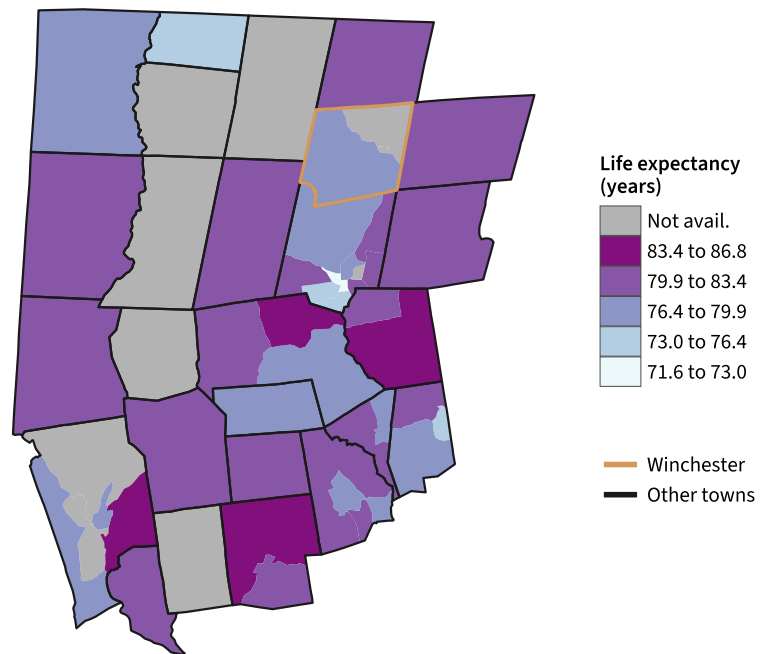 Life expectancy
(years)
Not avail.
83.4 to 86.8
79.9 to 83.4
76.4 to 79.9
73.0 to 76.4
71.6 to 73.0
Winchester
Other towns